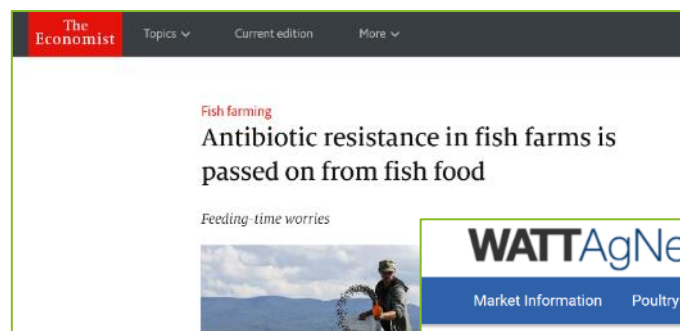 The
Economist
Topics
Current edition
More
Fish farming
Antibiotic resistance in fish farms is
passed on from fish food
Feeding-time worries
WATTAgNe
Market Information Poultry